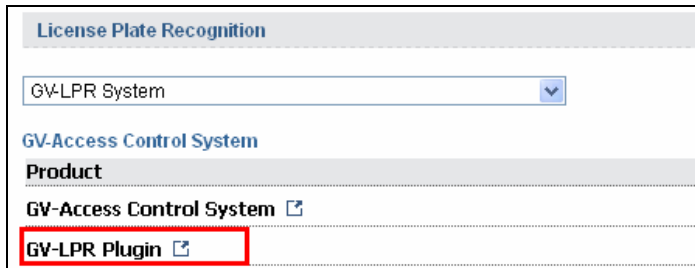 License Plate Recognition
GV-LPR System
GV-Access Control System
Product
GV-Access Control System
GV-LPR Plugin